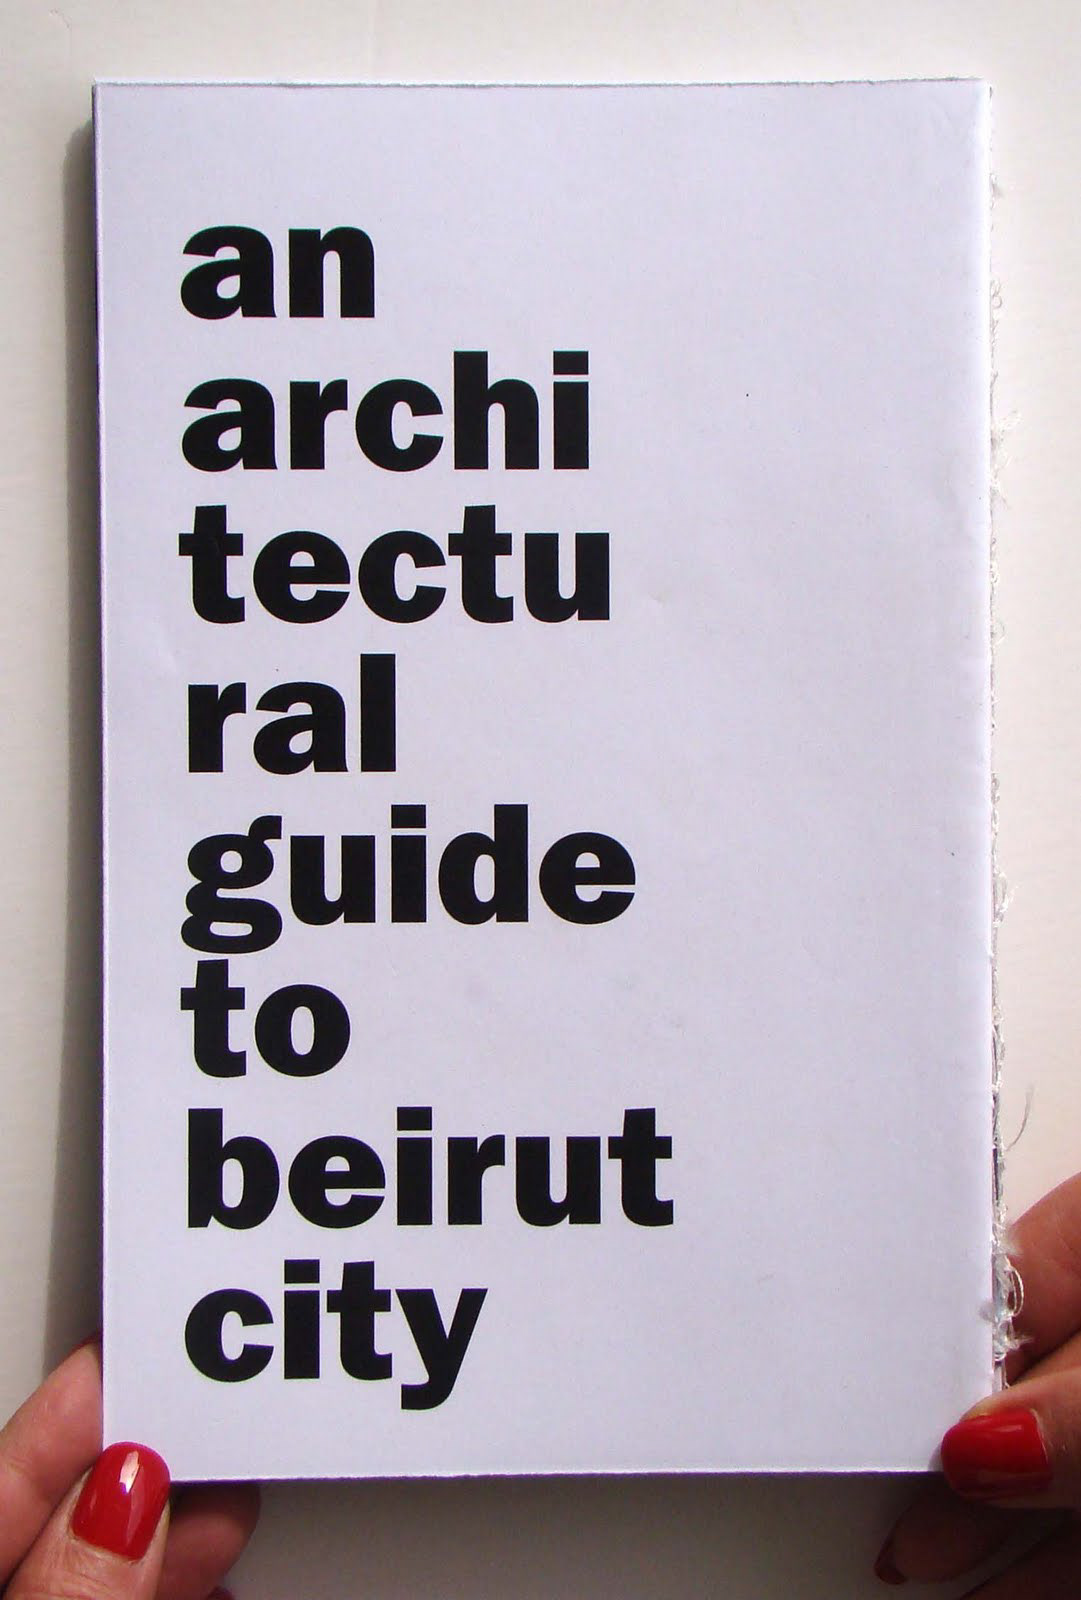 an
archi
tectu
ral
guide
to
beirut
city